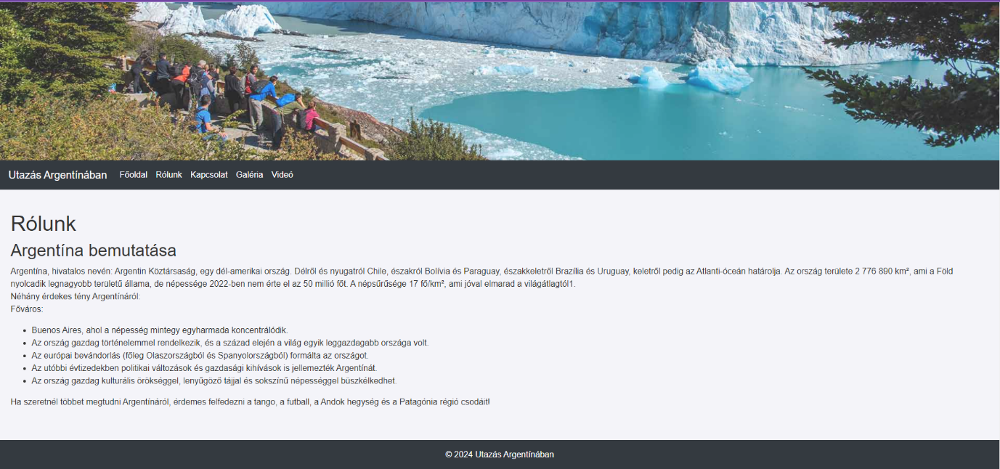 Utazás Argentínában Főoldal Rólunk Kapcsolat Galéria Videó
Rólunk
Argentína bemutatása
Argentína, hivatalos nevén: Argentin Köztársaság, egy dél-amerikai ország. Délről és nyugatról Chile, északról Bolívia és Paraguay, északkeletről Brazília és Uruguay, keletről pedig az Atlanti-óceán határolja. Az ország területe 2 776 890 km², ami a Föld
nyolcadik legnagyobb területű állama, de népessége 2022-ben nem érte el az 50 millió főt. A népsűrűsége 17 fő/km², ami jóval elmarad a világátlagtól1.
Néhány érdekes tény Argentínáról:
Főváros:
• Buenos Aires, ahol a népesség mintegy egyharmada koncentrálódik.
• Az ország gazdag történelemmel rendelkezik, és a század elején a világ egyik leggazdagabb országa volt.
• Az európai bevándorlás (főleg Olaszországból és Spanyolországból) formálta az országot.
• Az utóbbi évtizedekben politikai változások és gazdasági kihívások is jellemezték Argentínát.
• Az ország gazdag kulturális örökséggel, lenyűgöző tájjal és sokszínű népességgel büszkélkedhet.
Ha szeretnél többet megtudni Argentínáról, érdemes felfedezni a tango, a futball, a Andok hegység és a Patagónia régió csodáit!
© 2024 Utazás Argentínában